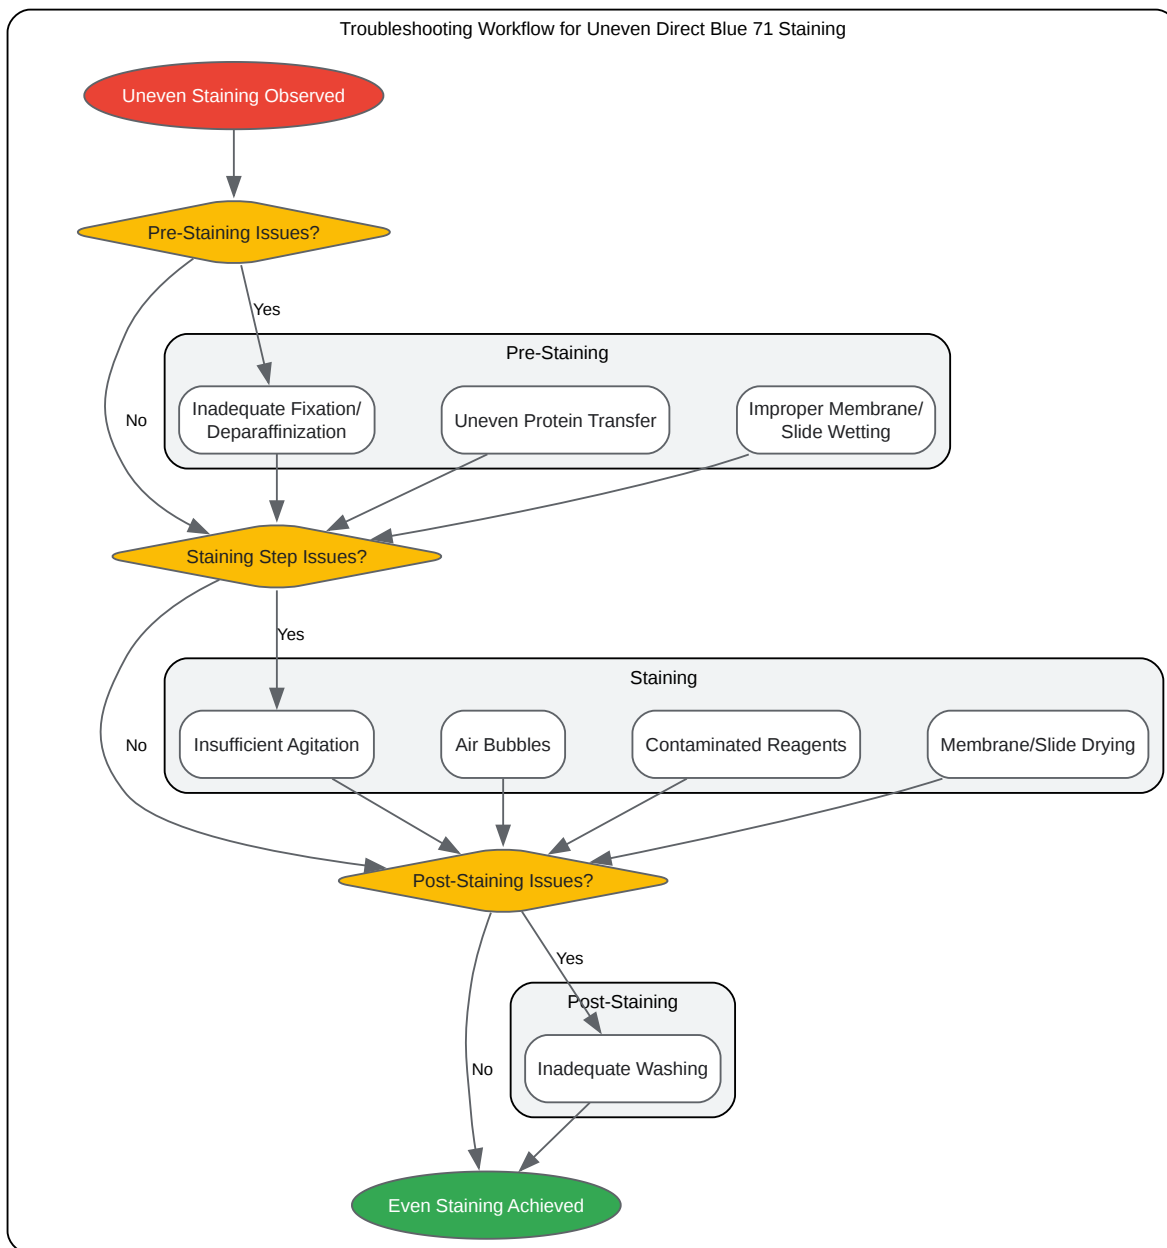 Troubleshooting Workflow for Uneven Direct Blue 71 Staining
Uneven Staining Observed
Pre-Staining Issues?
Yes
No
Pre-Staining
Inadequate Fixation/
Deparaffinization
Uneven Protein Transfer
Improper Membrane/
Slide Wetting
Staining Step Issues?
Yes
No
Staining
Insufficient Agitation
Air Bubbles
Contaminated Reagents
Membrane/Slide Drying
Post-Staining Issues?
Yes
No
Post-Staining
Inadequate Washing
Even Staining Achieved